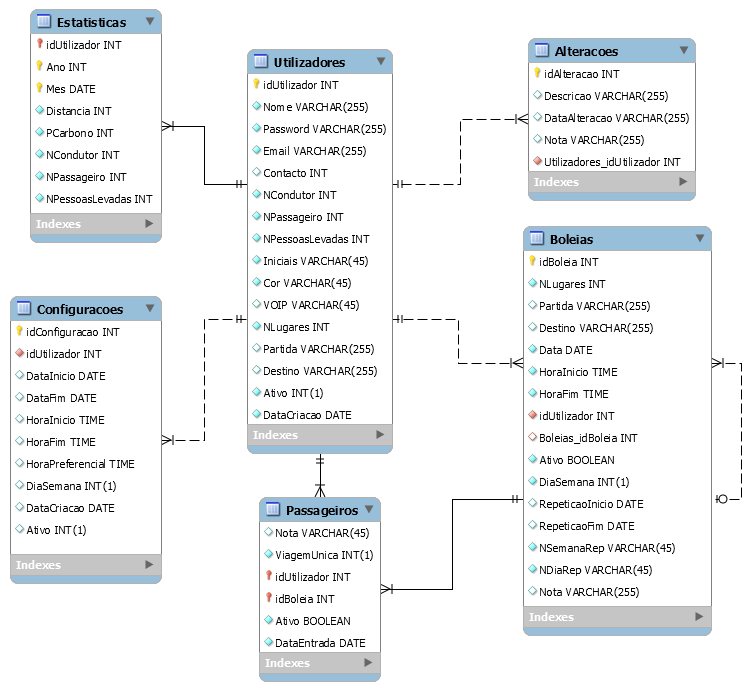 Estatisticas
idUtilizador INT
Ano INT
Mes DATE
Distancia INT
PCarbono INT
NCondutor INT
NPassageiro INT
NPessoasLevadas INT
Indexes
Utilizadores
idUtilizador INT
Nome VARCHAR(255)
Password VARCHAR(255)
Email VARCHAR(255)
Contacto INT
NCondutor INT
NPassageiro INT
NPessoasLevadas INT
Iniciais VARCHAR(45)
Cor VARCHAR(45)
VOIP VARCHAR(45)
NLugares INT
Partida VARCHAR(255)
Destino VARCHAR(255)
Ativo INT(1)
DataCriacao DATE
Indexes
Alteracoes
idAlteracao INT
Descricao VARCHAR(255)
DataAlteracao VARCHAR(255)
Nota VARCHAR(255)
Utilizadores_idUtilizador INT
Indexes
Configuracoes
idConfiguracao INT
idUtilizador INT
DataInicio DATE
DataFim DATE
HoraInicio TIME
HoraFim TIME
HoraPreferencial TIME
DiaSemana INT(1)
DataCriacao DATE
Ativo INT(1)
Indexes
Passageiros
Nota VARCHAR(45)
ViagemUnica INT(1)
idUtilizador INT
idBoleia INT
Ativo BOOLEAN
DataEntrada DATE
Indexes
Boleias
idBoleia INT
NLugares INT
Partida VARCHAR(255)
Destino VARCHAR(255)
Data DATE
HoraInicio TIME
HoraFim TIME
idUtilizador INT
Boleias_idBoleia INT
Ativo BOOLEAN
DiaSemana INT(1)
RepeticaoInicio DATE
RepeticaoFim DATE
NSemanaRep VARCHAR(45)
NDiaRep VARCHAR(45)
Nota VARCHAR(255)
Indexes